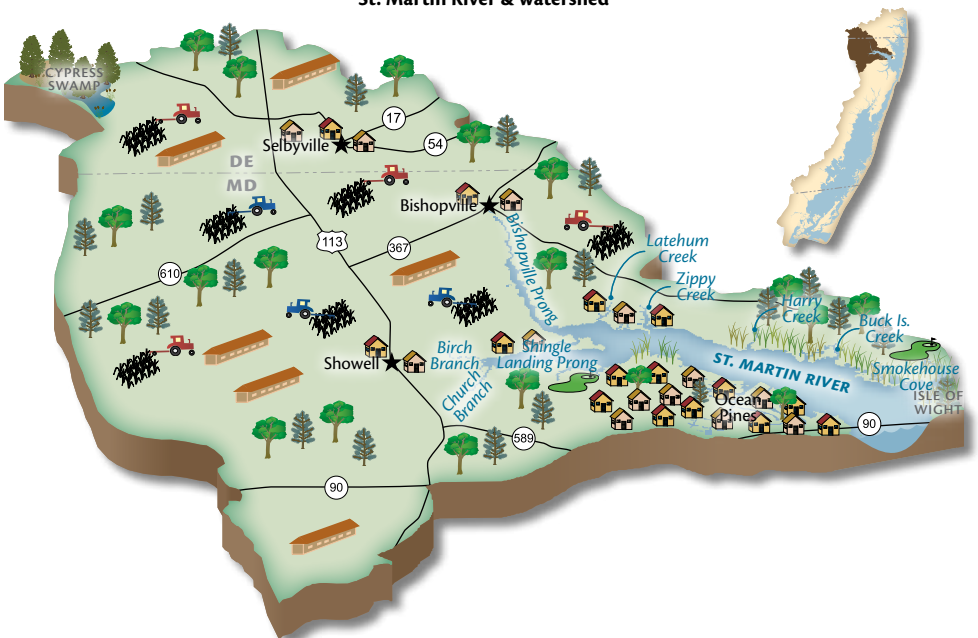 St. Martin River & watershed
CYPRESS
SWAMP
17
Selbyville
54
DE
MD
Bishopville
113
367
610
Bishopville Prong
Latehum
Creek
Zippy
Creek
Harry
Creek
Buck Is.
Creek
Showell
Birch
Branch
Church
Branch
Shingle
Landing Prong
ST. MARTIN RIVER
Smokehouse
Cove
ISLE OF
WIGHT
Ocean
Pines
90
589
90